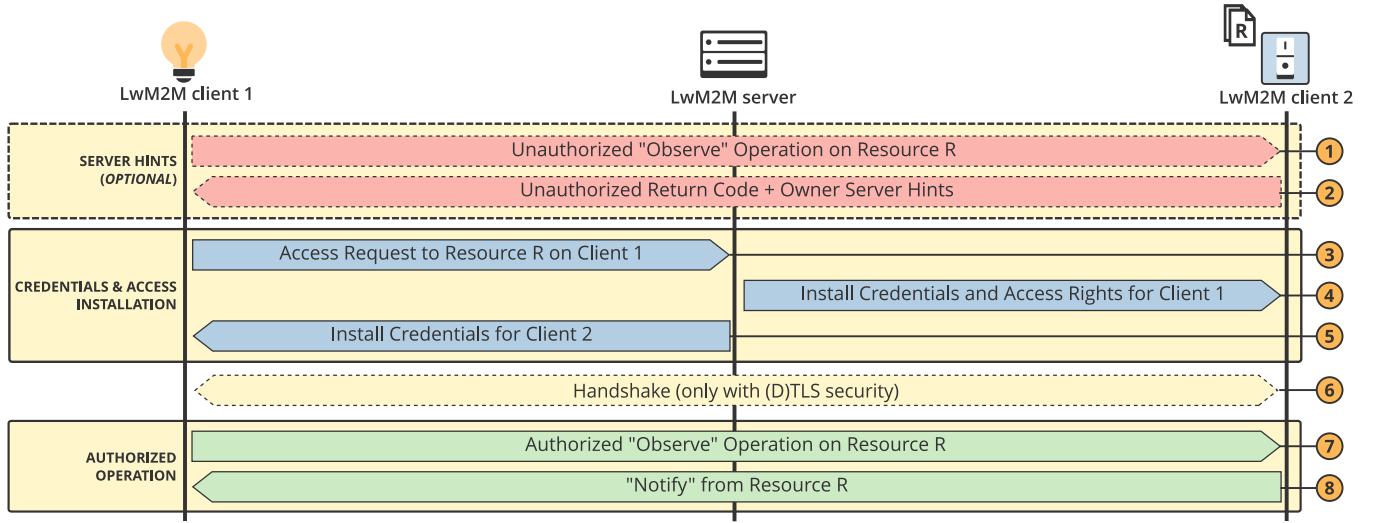 R
LwM2M client 1
LwM2M server
LwM2M client 2
SERVER HINTS
(OPTIONAL)
Unauthorized "Observe" Operation on Resource R
1
Unauthorized Return Code + Owner Server Hints
2
CREDENTIALS & ACCESS
INSTALLATION
Access Request to Resource R on Client 1
3
Install Credentials and Access Rights for Client 1
4
Install Credentials for Client 2
5
Handshake (only with (D)TLS security)
6
AUTHORIZED
OPERATION
Authorized "Observe" Operation on Resource R
7
"Notify" from Resource R
8